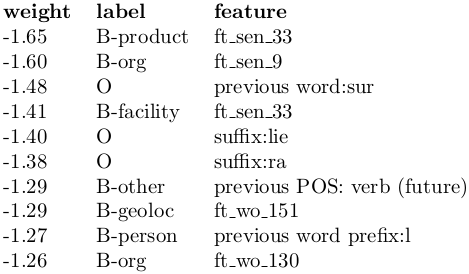 weight label feature
-1.65 B-product ft_sen_33
-1.60 B-org ft_sen_9
-1.48 O previous word:sur
-1.41 B-facility ft_sen_33
-1.40 O suffix:lie
-1.38 O suffix:ra
-1.29 B-other previous POS: verb (future)
-1.29 B-geoloc ft_wo_151
-1.27 B-person previous word prefix:l
-1.26 B-org ft_wo_130